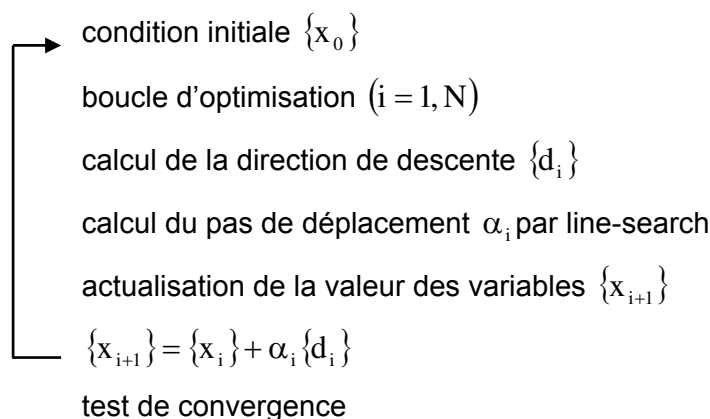 condition initiale {x₀}
boucle d'optimisation (i = 1, N)
calcul de la direction de descente {dᵢ}
calcul du pas de déplacement αᵢ par line-search
actualisation de la valeur des variables {xᵢ₊₁}
{xᵢ₊₁} = {xᵢ} + αᵢ {dᵢ}
test de convergence